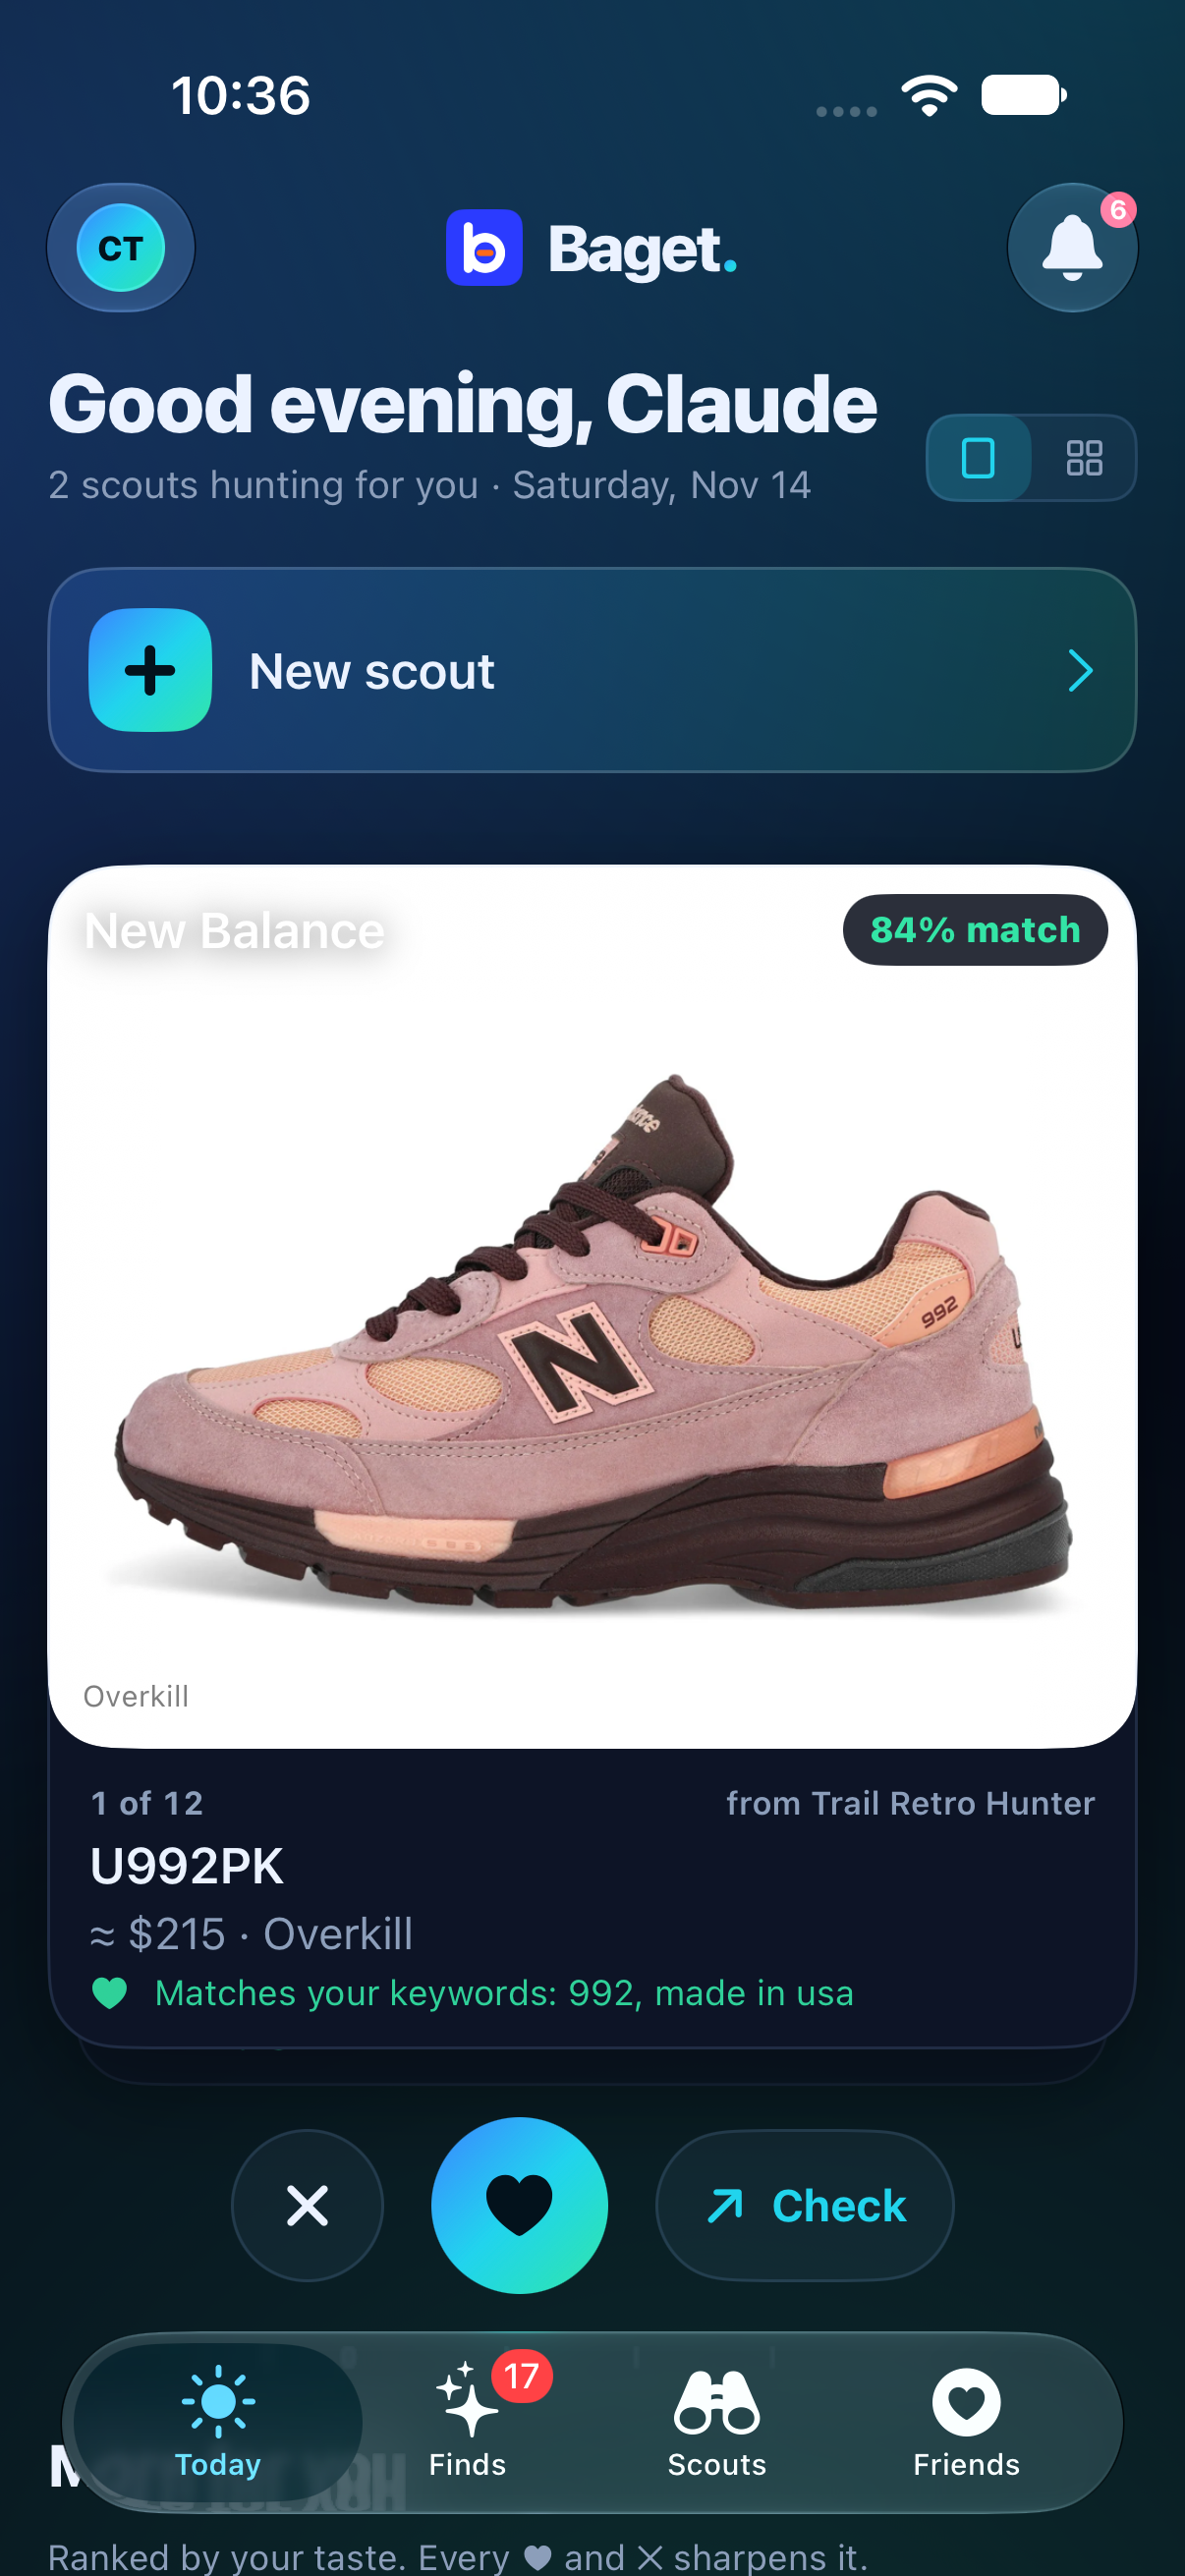 10:36
CT
b Baget.
6
Good evening, Claude
2 scouts hunting for you · Saturday, Nov 14
New scout
New Balance
84% match
992
N
Overkill
1 of 12
from Trail Retro Hunter
U992PK
≈ $215 · Overkill
Matches your keywords: 992, made in usa
Check
17
Today
Finds
Scouts
Friends
Ranked by your taste. Every ♥ and ✕ sharpens it.